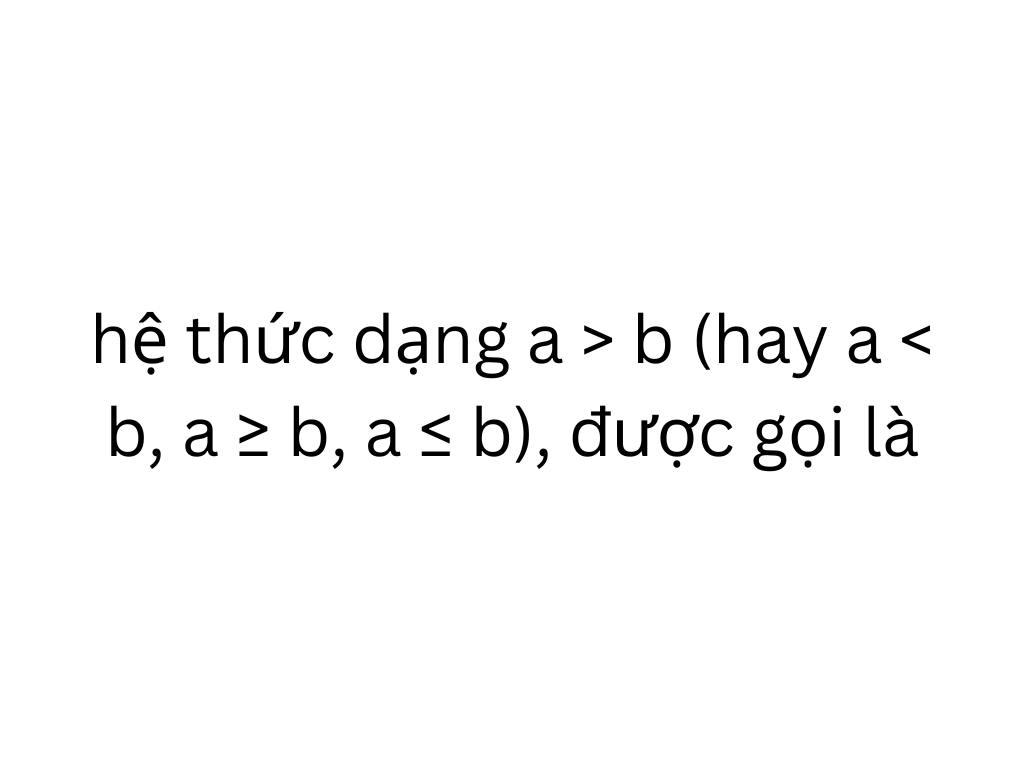 hệ thức dạng a > b (hay a <
b, a ≥ b, a ≤ b), được gọi là